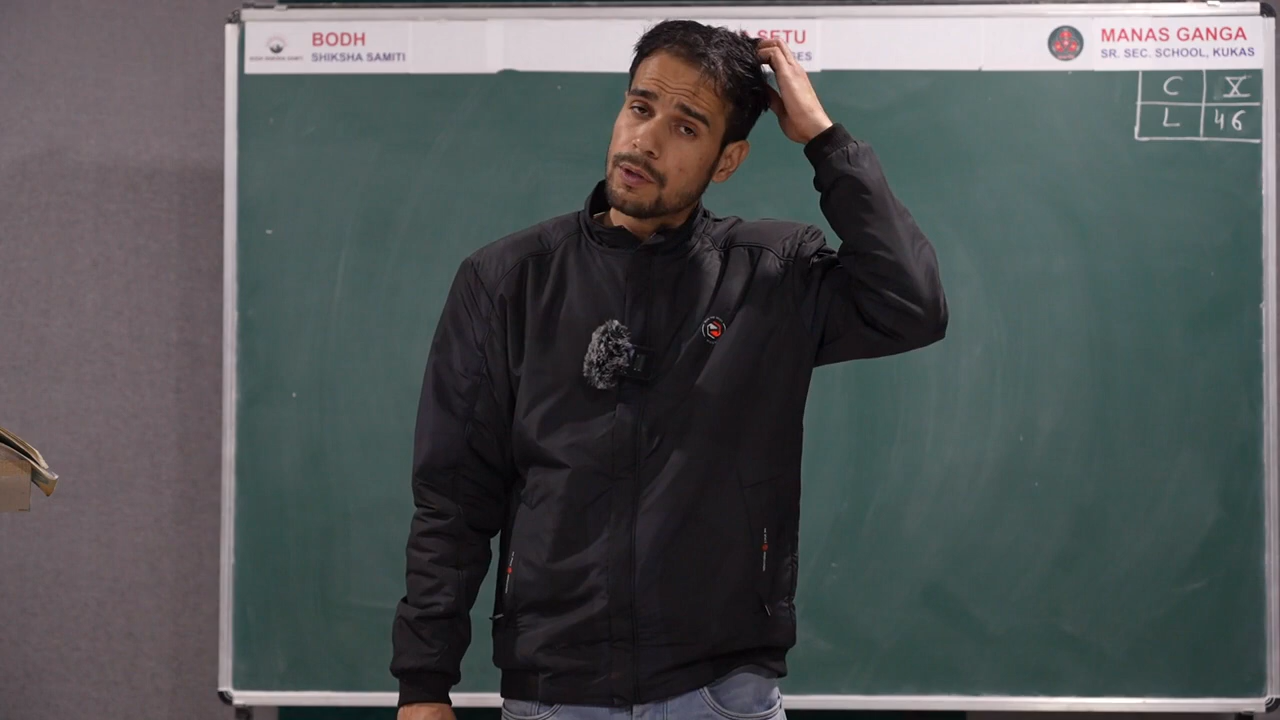 BODH
SHIKSHA SAMITI
SETU
MANAS GANGA
SR. SEC. SCHOOL, KUKAS
C X
L 46